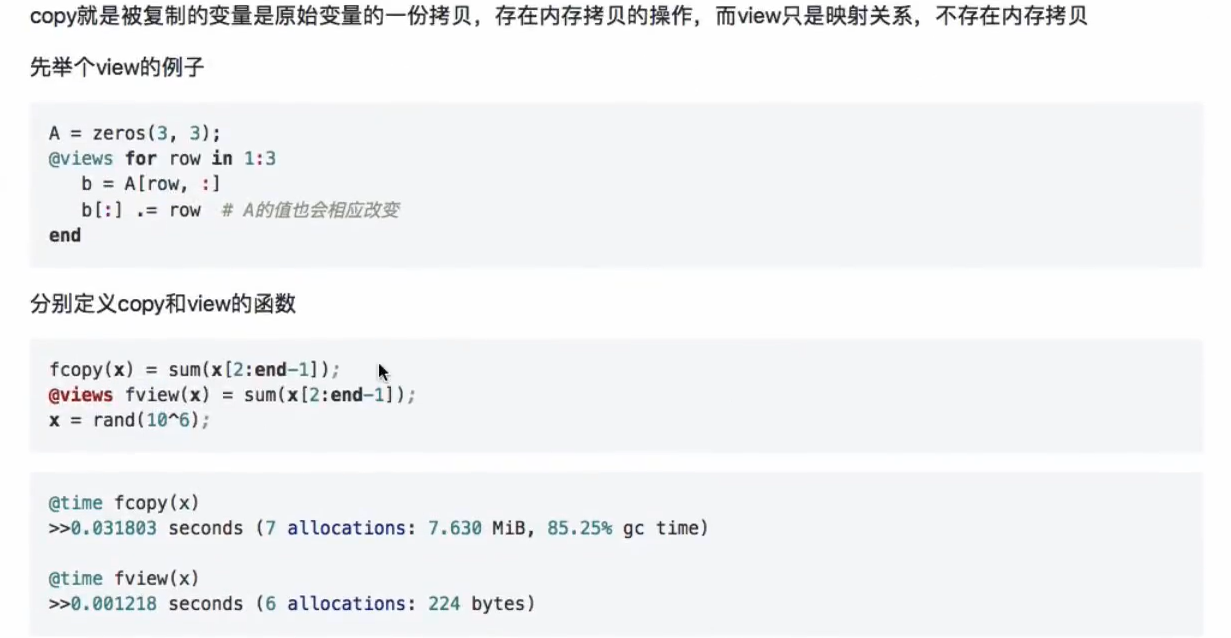 copy就是被复制的变量是原始变量的一份拷贝，存在内存拷贝的操作，而view只是映射关系，不存在内存拷贝
先举个view的例子
A = zeros(3, 3);
@views for row in 1:3
   b = A[row, :]
   b[:] .= row  # A的值也会相应改变
end
分别定义copy和view的函数
fcopy(x) = sum(x[2:end-1]);
@views fview(x) = sum(x[2:end-1]);
x = rand(10^6);
@time fcopy(x)
>>0.031803 seconds (7 allocations: 7.630 MiB, 85.25% gc time)
@time fview(x)
>>0.001218 seconds (6 allocations: 224 bytes)